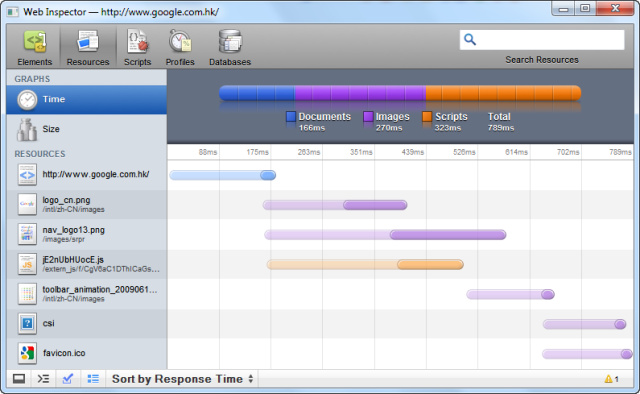 Web Inspector — http://www.google.com.hk/
Elements Resources Scripts Profiles Databases
Search Resources
GRAPHS
Time
Size
Documents Images Scripts Total
166ms 270ms 323ms 789ms
88ms 175ms 263ms 351ms 439ms 526ms 614ms 702ms 789ms
RESOURCES
http://www.google.com.hk/
logo_cn.png
/intl/zh-CN/images
nav_logo13.png
/images/srpr
jE2nUbHUocE.js
/extern_js/f/CgV6aC1DThICaGs...
toolbar_animation_2009061...
/intl/zh-CN/images
csi
favicon.ico
Sort by Response Time
1